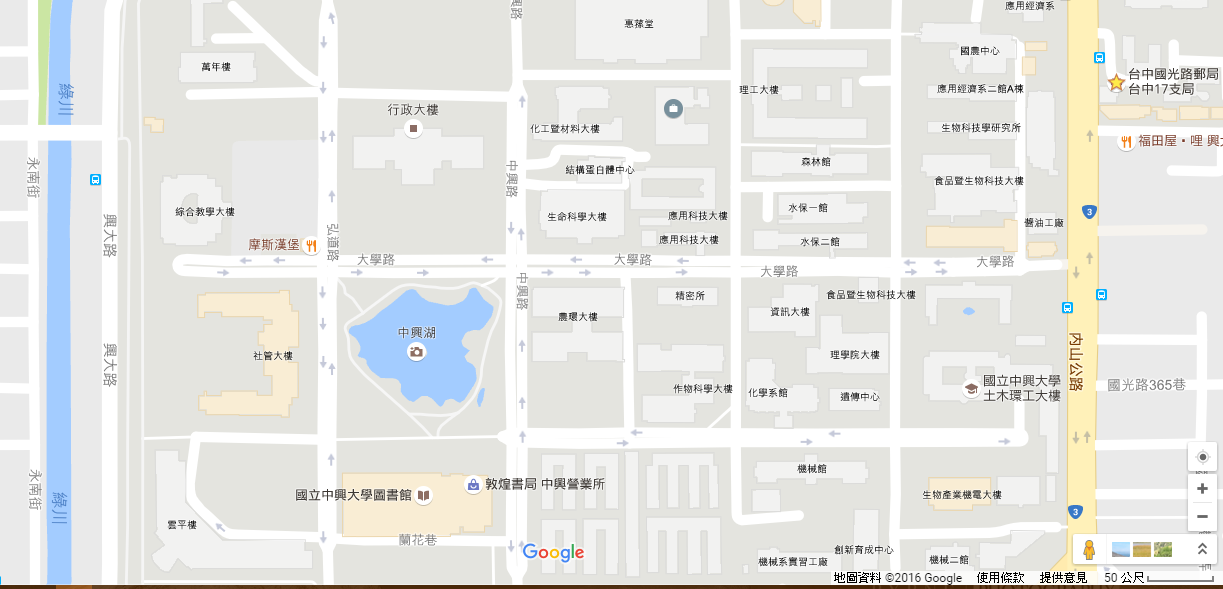 應用經濟系
興路
惠蓀堂
國農中心
萬年樓
綠川
台中國光路郵局
台中17支局
理工大樓
應用經濟系二館A棟
行政大樓
化工暨材料大樓
生物科技學研究所
福田屋・哩 興大
森林館
永南街
中興路
結構蛋白體中心
食品暨生物科技大樓
綜合教學大樓
生命科學大樓
應用科技大樓
水保一館
3
醬油工廠
興大路
弘道路
摩斯漢堡
應用科技大樓
水保二館
大學路
大學路
大學路
大學路
中興路
精密所
食品暨生物科技大樓
農環大樓
資訊大樓
中興湖
社管大樓
理學院大樓
內山公路
興大路
作物科學大樓
化學系館
遺傳中心
國立中興大學
土木環工大樓
國光路365巷
機械館
永南街
綠川
國立中興大學圖書館
敦煌書局 中興營業所
生物產業機電大樓
3
雲平樓
蘭花巷
Google
創新育成中心
機械系實習工廠
機械二館
地圖資料 ©2016 Google
使用條款
提供意見
50 公尺